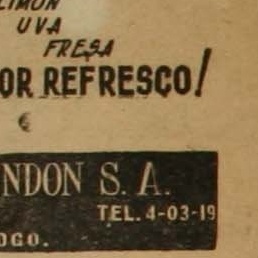 LIMON
UVA
FRESA
OR REFRESCO!
NDON S. A.
TEL. 4-03-19
OGO.